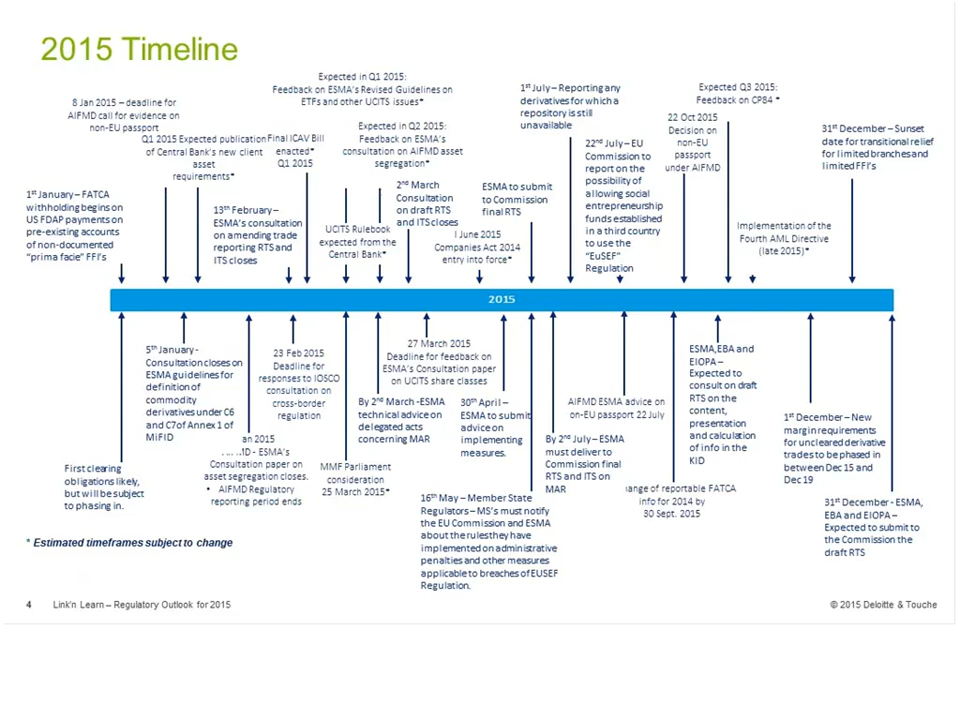 2015 Timeline
Expected in Q1 2015:
Feedback on ESMA's Revised Guidelines on
ETFs and other UCITS issues*
8 Jan 2015 – deadline for
AIFMD call for evidence on
non-EU passport
Q1 2015 Expected publication
of Central Bank's new client
asset
requirements*
Final ICAV Bill
enacted*
Q1 2015
Expected in Q2 2015:
Feedback on ESMA's
consultation on AIFMD asset
segregation*
1st July – Reporting any
derivatives for which a
repository is still
unavailable
Expected Q3 2015:
Feedback on CP84 *
22 Oct 2015
Decision on
non-EU
passport
under AIFMD
31st December – Sunset
date for transitional relief
for limited branches and
limited FFI's
1st January – FATCA
withholding begins on
US FDAP payments on
pre-existing accounts
of non-documented
"prima facie" FFI's
13th February –
ESMA's consultation
on amending trade
reporting RTS and
ITS closes
UCITS Rulebook
expected from the
Central Bank*
2nd March
Consultation
on draft RTS
and ITS closes
ESMA to submit
to Commission
final RTS
June 2015
Companies Act 2014
entry into force*
22nd July – EU
Commission to
report on the
possibility of
allowing social
entrepreneurship
funds established
in a third country
to use the
"EuSEF"
Regulation
Implementation of the
Fourth AML Directive
(late 2015)*
2015
5th January -
Consultation closes on
ESMA guidelines for
definition of
commodity
derivatives under C6
and C7 of Annex 1 of
MiFID
23 Feb 2015
Deadline for
responses to IOSCO
consultation on
cross-border
regulation
27 March 2015
Deadline for feedback on
ESMA's Consultation paper
on UCITS share classes
By 2nd March -ESMA
technical advice on
delegated acts
concerning MAR
30th April –
ESMA to submit
advice on
implementing
measures.
AIFMD ESMA advice on
on-EU passport 22 July
ESMA,EBA and
EIOPA –
Expected to
consult on draft
RTS on the
content,
presentation
and calculation
of info in the
KID
1st December – New
margin requirements
for uncleared derivative
trades to be phased in
between Dec 15 and
Dec 19
First clearing
obligations likely,
but will be subject
to phasing in.
an 2015
- ESMA's
Consultation paper on
asset segregation closes.
• AIFMD Regulatory
reporting period ends
MMF Parliament
consideration
25 March 2015*
By 2nd July – ESMA
must deliver to
Commission final
RTS and ITS on
MAR
16th May – Member State
Regulators – MS's must notify
the EU Commission and ESMA
about the rules they have
implemented on administrative
penalties and other measures
applicable to breaches of EUSEF
Regulation.
ange of reportable FATCA
info for 2014 by
30 Sept. 2015
31st December - ESMA,
EBA and EIOPA –
Expected to submit to
the Commission the
draft RTS
* Estimated timeframes subject to change
4 Link'n Learn – Regulatory Outlook for 2015
© 2015 Deloitte & Touche